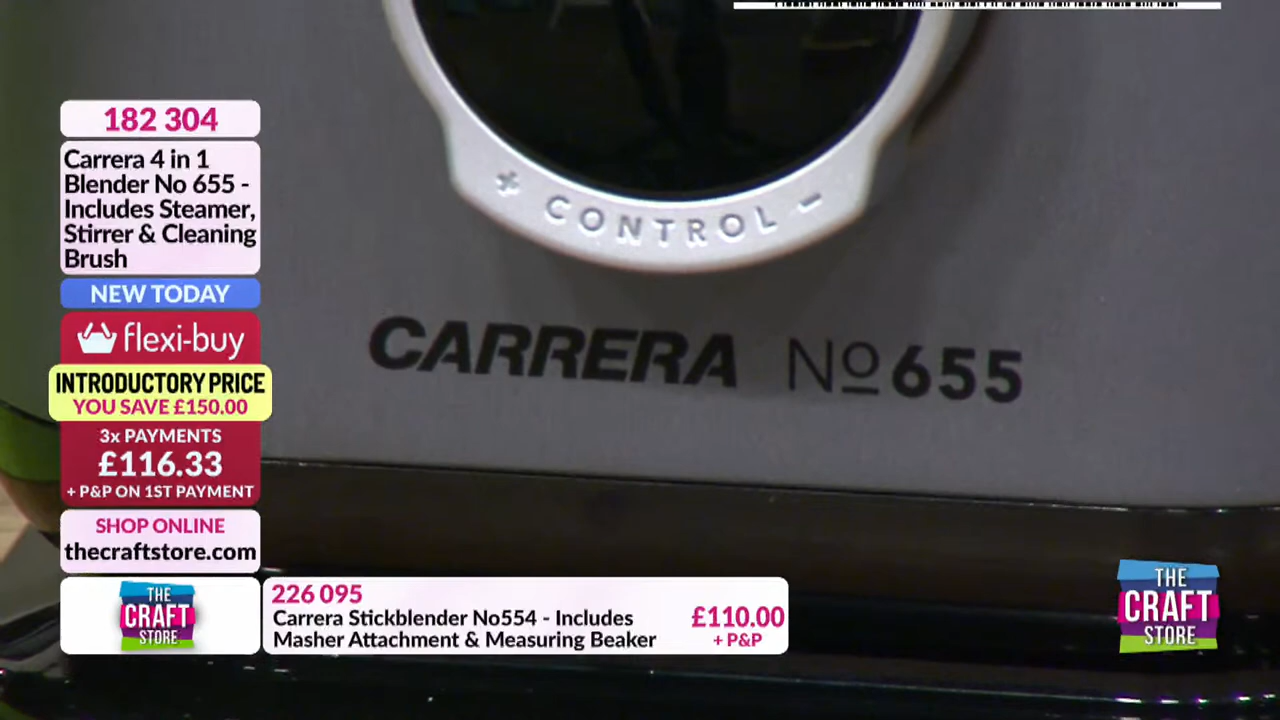 182 304
Carrera 4 in 1
Blender No 655 -
Includes Steamer,
Stirrer & Cleaning
Brush
NEW TODAY
flexi-buy
INTRODUCTORY PRICE
YOU SAVE £150.00
3x PAYMENTS
£116.33
+ P&P ON 1ST PAYMENT
SHOP ONLINE
thecraftstore.com
+ CONTROL -
CARRERA No 655
THE
CRAFT
STORE
226 095
Carrera Stickblender No554 - Includes
Masher Attachment & Measuring Beaker
£110.00
+ P&P
THE
CRAFT
STORE